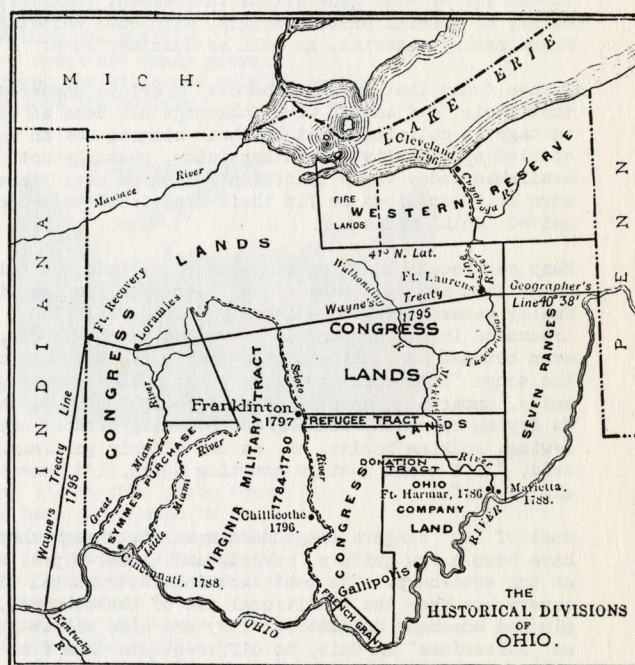 MICH.
LAKE ERIE
Cleveland
1796.
Cuyahoga
Maumee River
FIRE
LANDS
WESTERN RESERVE
INDIANA
PENN
LANDS
41st N. Lat.
Ft. Laurens
Walhonding
Wayne's Treaty
1795
Geographer's
Line 40° 38'
Ft. Recovery
Loramies
CONGRESS
CONGRESS
LANDS
Tuscarawas
SEVEN RANGES
Wayne's Treaty Line
1795
Great Miami River
Little Miami River
SYMMES PURCHASE
VIRGINIA MILITARY TRACT
1784-1790
Scioto River
Franklinton
1797
REFUGEE TRACT
CONGRESS LANDS
DONATION
TRACT
River
OHIO
COMPANY
LAND
Ft. Harmar, 1786
Marietta,
1788.
Chillicothe
1796.
Cincinnati, 1788.
Gallipolis
FRENCH GRANT
OHIO
RIVER
Kentucky
THE
HISTORICAL DIVISIONS
OF
OHIO.